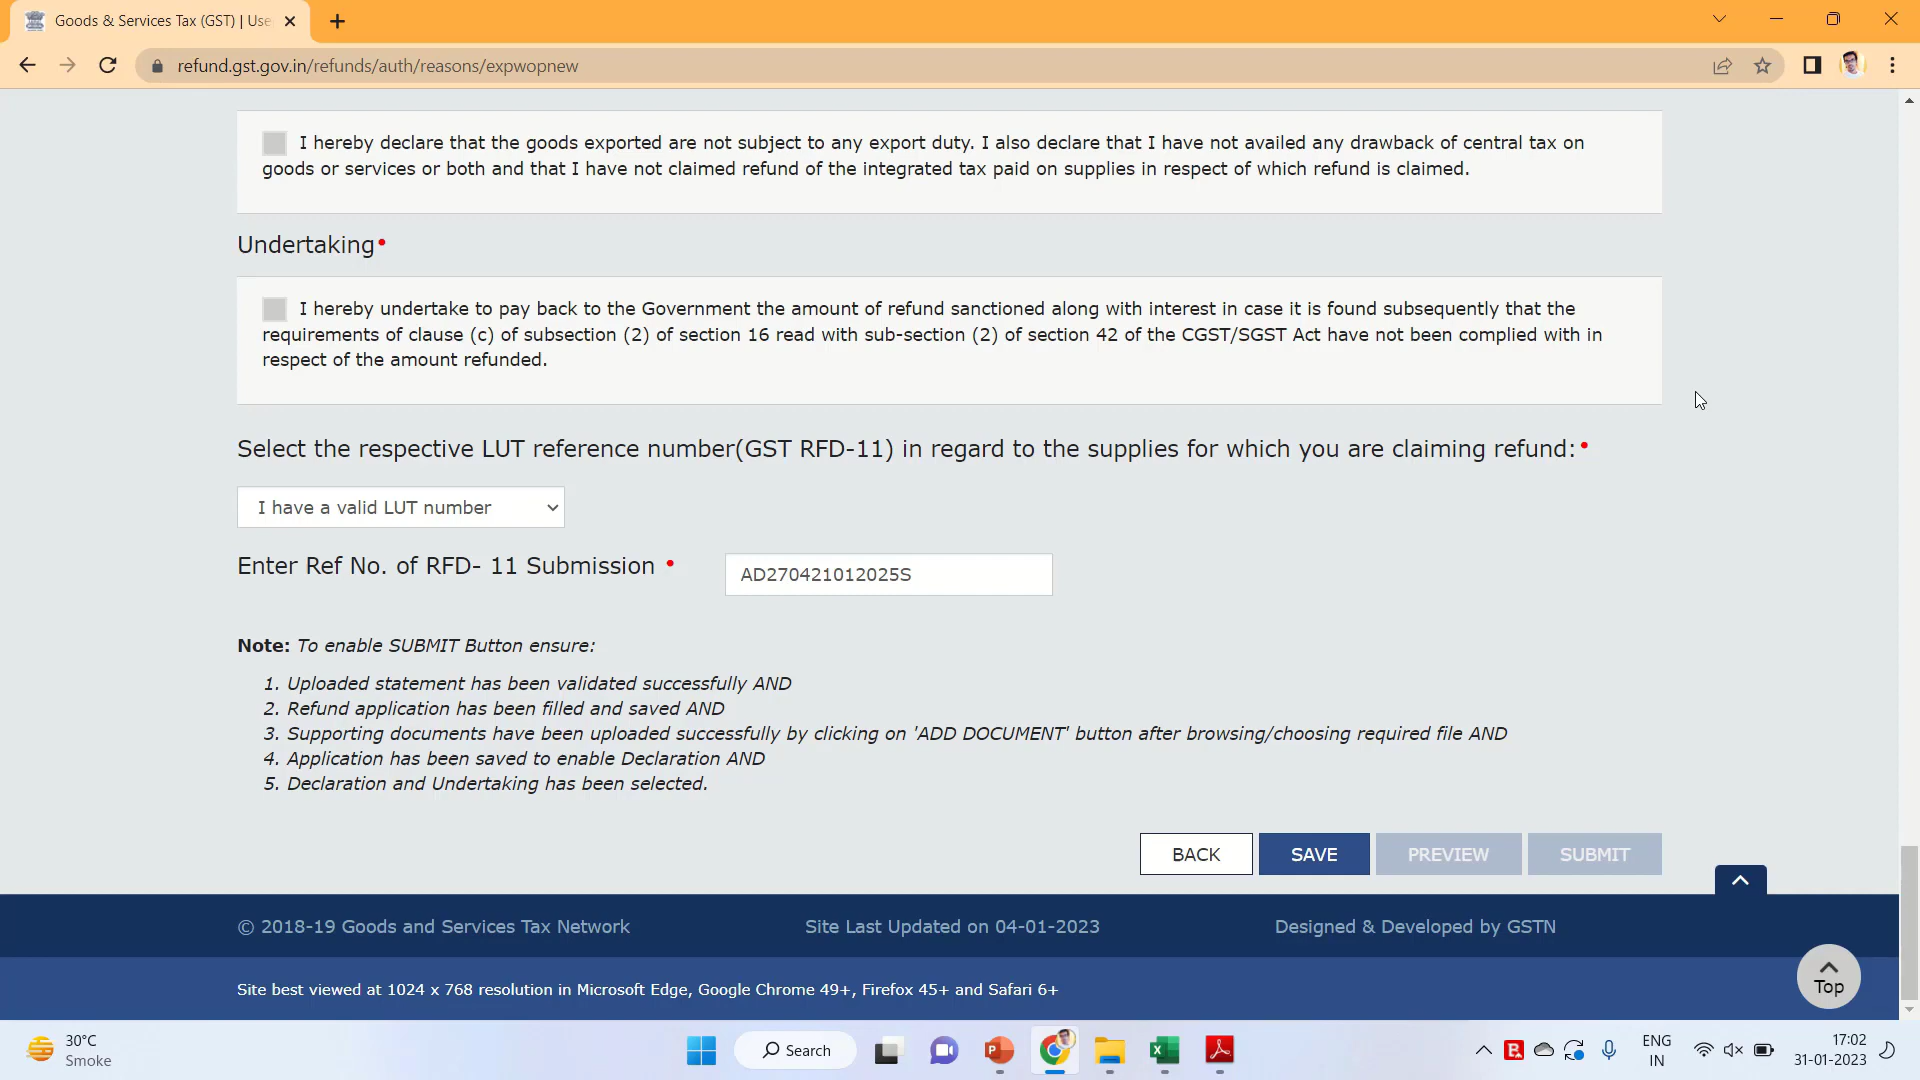 Goods & Services Tax (GST) | Use
refund.gst.gov.in/refunds/auth/reasons/expwopnew
I hereby declare that the goods exported are not subject to any export duty. I also declare that I have not availed any drawback of central tax on
goods or services or both and that I have not claimed refund of the integrated tax paid on supplies in respect of which refund is claimed.
Undertaking•
I hereby undertake to pay back to the Government the amount of refund sanctioned along with interest in case it is found subsequently that the
requirements of clause (c) of subsection (2) of section 16 read with sub-section (2) of section 42 of the CGST/SGST Act have not been complied with in
respect of the amount refunded.
Select the respective LUT reference number(GST RFD-11) in regard to the supplies for which you are claiming refund:•
I have a valid LUT number
Enter Ref No. of RFD- 11 Submission •
AD270421012025S
Note: To enable SUBMIT Button ensure:
1. Uploaded statement has been validated successfully AND
2. Refund application has been filled and saved AND
3. Supporting documents have been uploaded successfully by clicking on 'ADD DOCUMENT' button after browsing/choosing required file AND
4. Application has been saved to enable Declaration AND
5. Declaration and Undertaking has been selected.
BACK
SAVE
PREVIEW
SUBMIT
© 2018-19 Goods and Services Tax Network
Site Last Updated on 04-01-2023
Designed & Developed by GSTN
Top
Site best viewed at 1024 x 768 resolution in Microsoft Edge, Google Chrome 49+, Firefox 45+ and Safari 6+
30°C
Smoke
Search
ENG
IN
17:02
31-01-2023